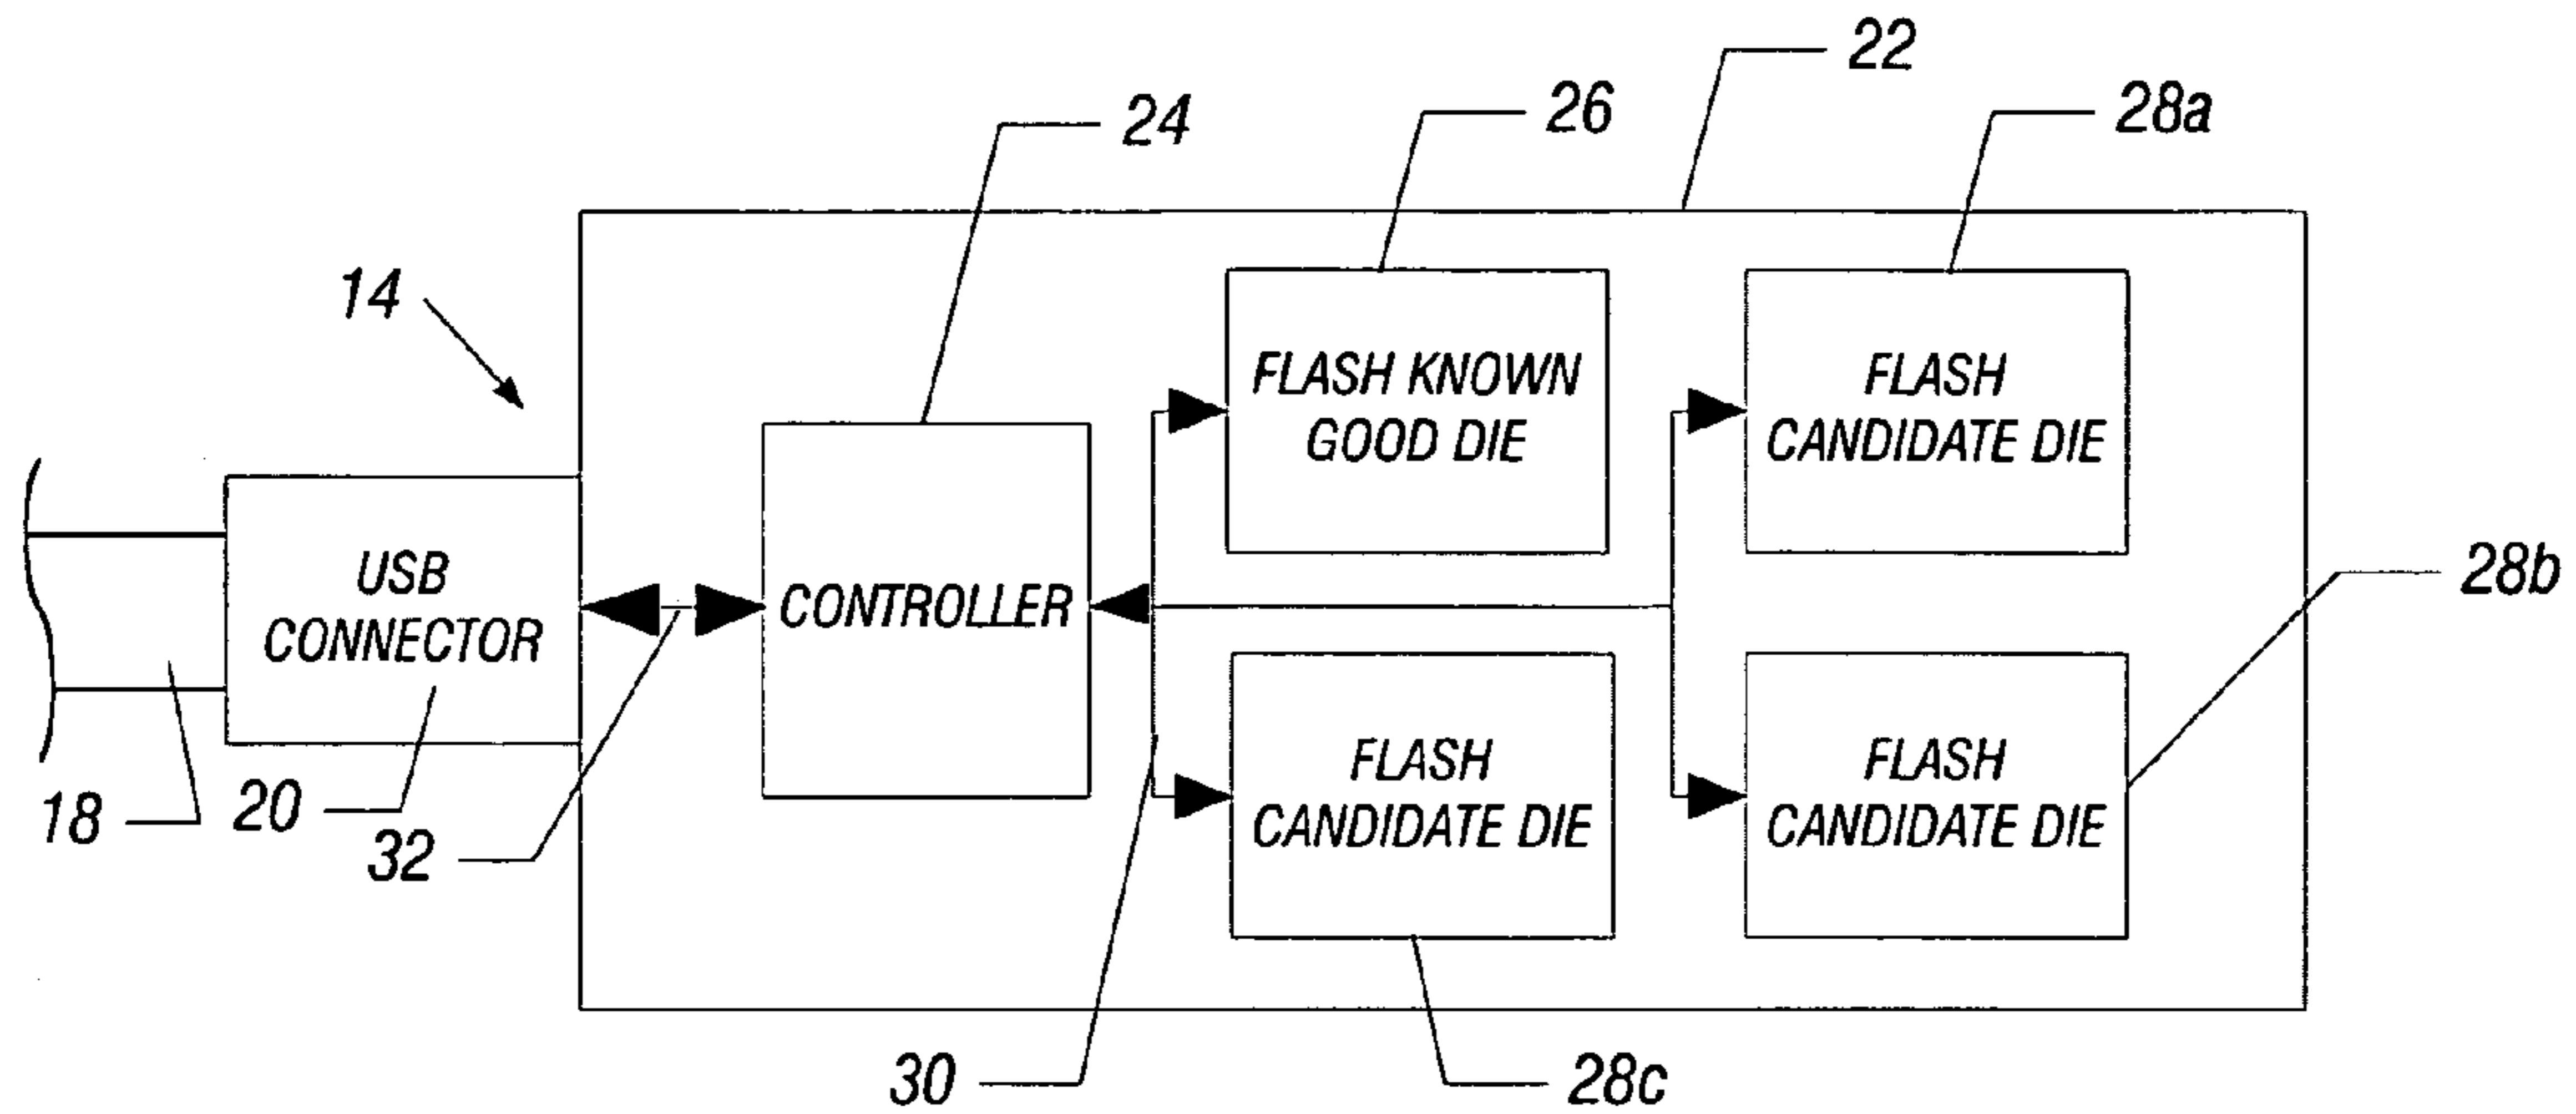 22
24
26
28a
14
FLASH KNOWN
GOOD DIE
FLASH
CANDIDATE DIE
28b
USB
CONNECTOR
CONTROLLER
FLASH
CANDIDATE DIE
FLASH
CANDIDATE DIE
18
20
32
30
28c